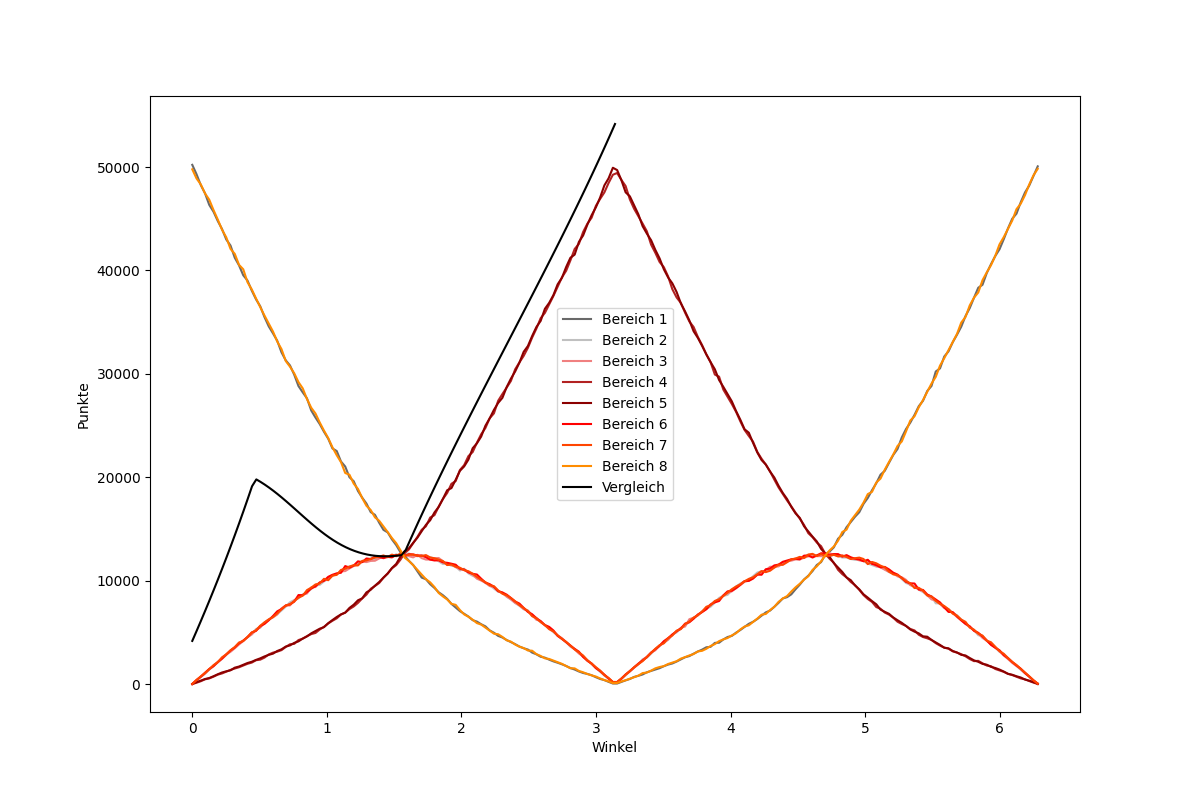 50000
40000
30000
20000
10000
0
Punkte
Bereich 1
Bereich 2
Bereich 3
Bereich 4
Bereich 5
Bereich 6
Bereich 7
Bereich 8
Vergleich
0 1 2 3 4 5 6
Winkel